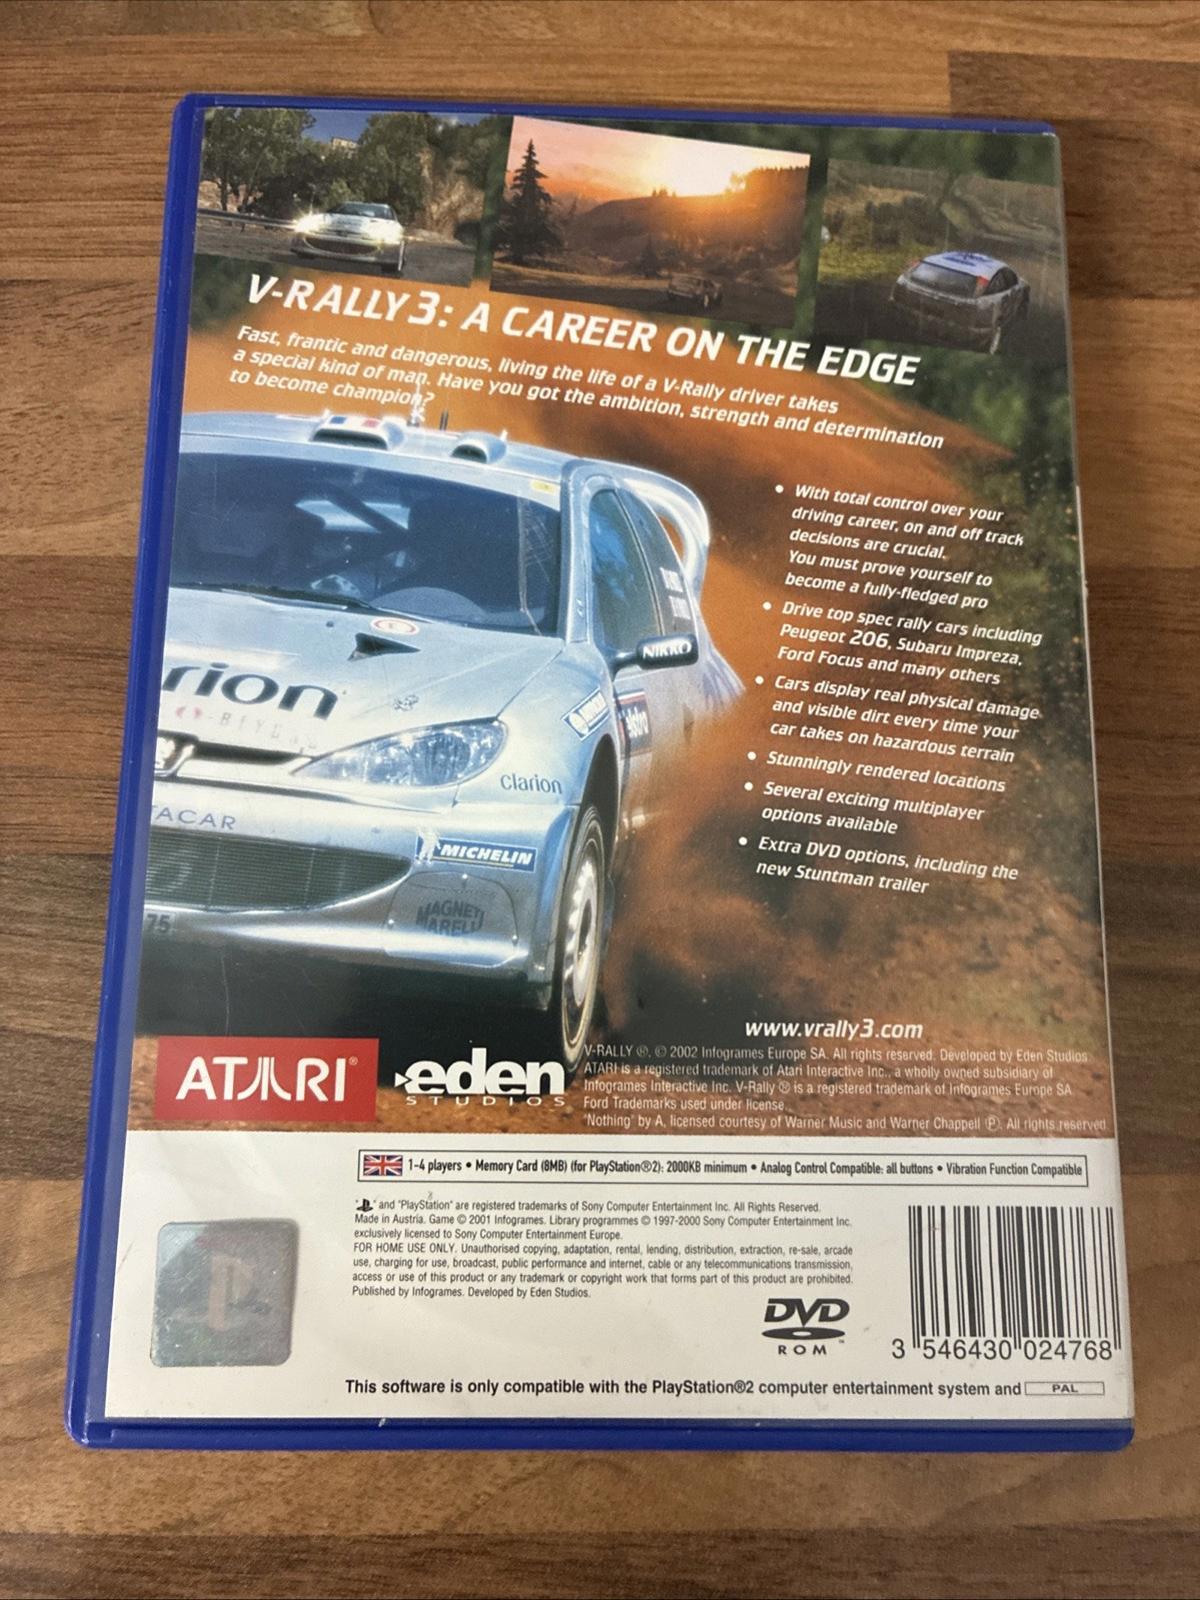 V-RALLY 3: A CAREER ON THE EDGE
Fast, frantic and dangerous, living the life of a V-Rally driver takes
a special kind of man. Have you got the ambition, strength and determination
to become champion?
• With total control over your
driving career, on and off track
decisions are crucial.
You must prove yourself to
become a fully-fledged pro
• Drive top spec rally cars including
Peugeot 206, Subaru Impreza,
Ford Focus and many others
• Cars display real physical damage
and visible dirt every time your
car takes on hazardous terrain
• Stunningly rendered locations
• Several exciting multiplayer
options available
• Extra DVD options, including the
new Stuntman trailer
NIKKO
rion
Clarion
TACAR
MICHELIN
MAGNETI
MARELLI
75
www.vrally3.com
ATARI®
eden
STUDIOS
V-RALLY ®. © 2002 Infogrames Europe SA. All rights reserved. Developed by Eden Studios
ATARI is a registered trademark of Atari Interactive Inc., a wholly owned subsidiary of
Infogrames Interactive Inc. V-Rally ® is a registered trademark of Infogrames Europe SA
Ford Trademarks used under license.
"Nothing" by A, licensed courtesy of Warner Music and Warner Chappell Ⓟ. All rights reserved
1-4 players • Memory Card (8MB) (for PlayStation®2): 2000KB minimum • Analog Control Compatible: all buttons • Vibration Function Compatible
" " and "PlayStation" are registered trademarks of Sony Computer Entertainment Inc. All Rights Reserved.
Made in Austria. Game © 2001 Infogrames. Library programmes © 1997-2000 Sony Computer Entertainment Inc.
exclusively licensed to Sony Computer Entertainment Europe.
FOR HOME USE ONLY. Unauthorised copying, adaptation, rental, lending, distribution, extraction, re-sale, arcade
use, charging for use, broadcast, public performance and internet, cable or any telecommunications transmission,
access or use of this product or any trademark or copyright work that forms part of this product are prohibited.
Published by Infogrames. Developed by Eden Studios.
DVD
ROM
3 546430 024768
This software is only compatible with the PlayStation®2 computer entertainment system and PAL